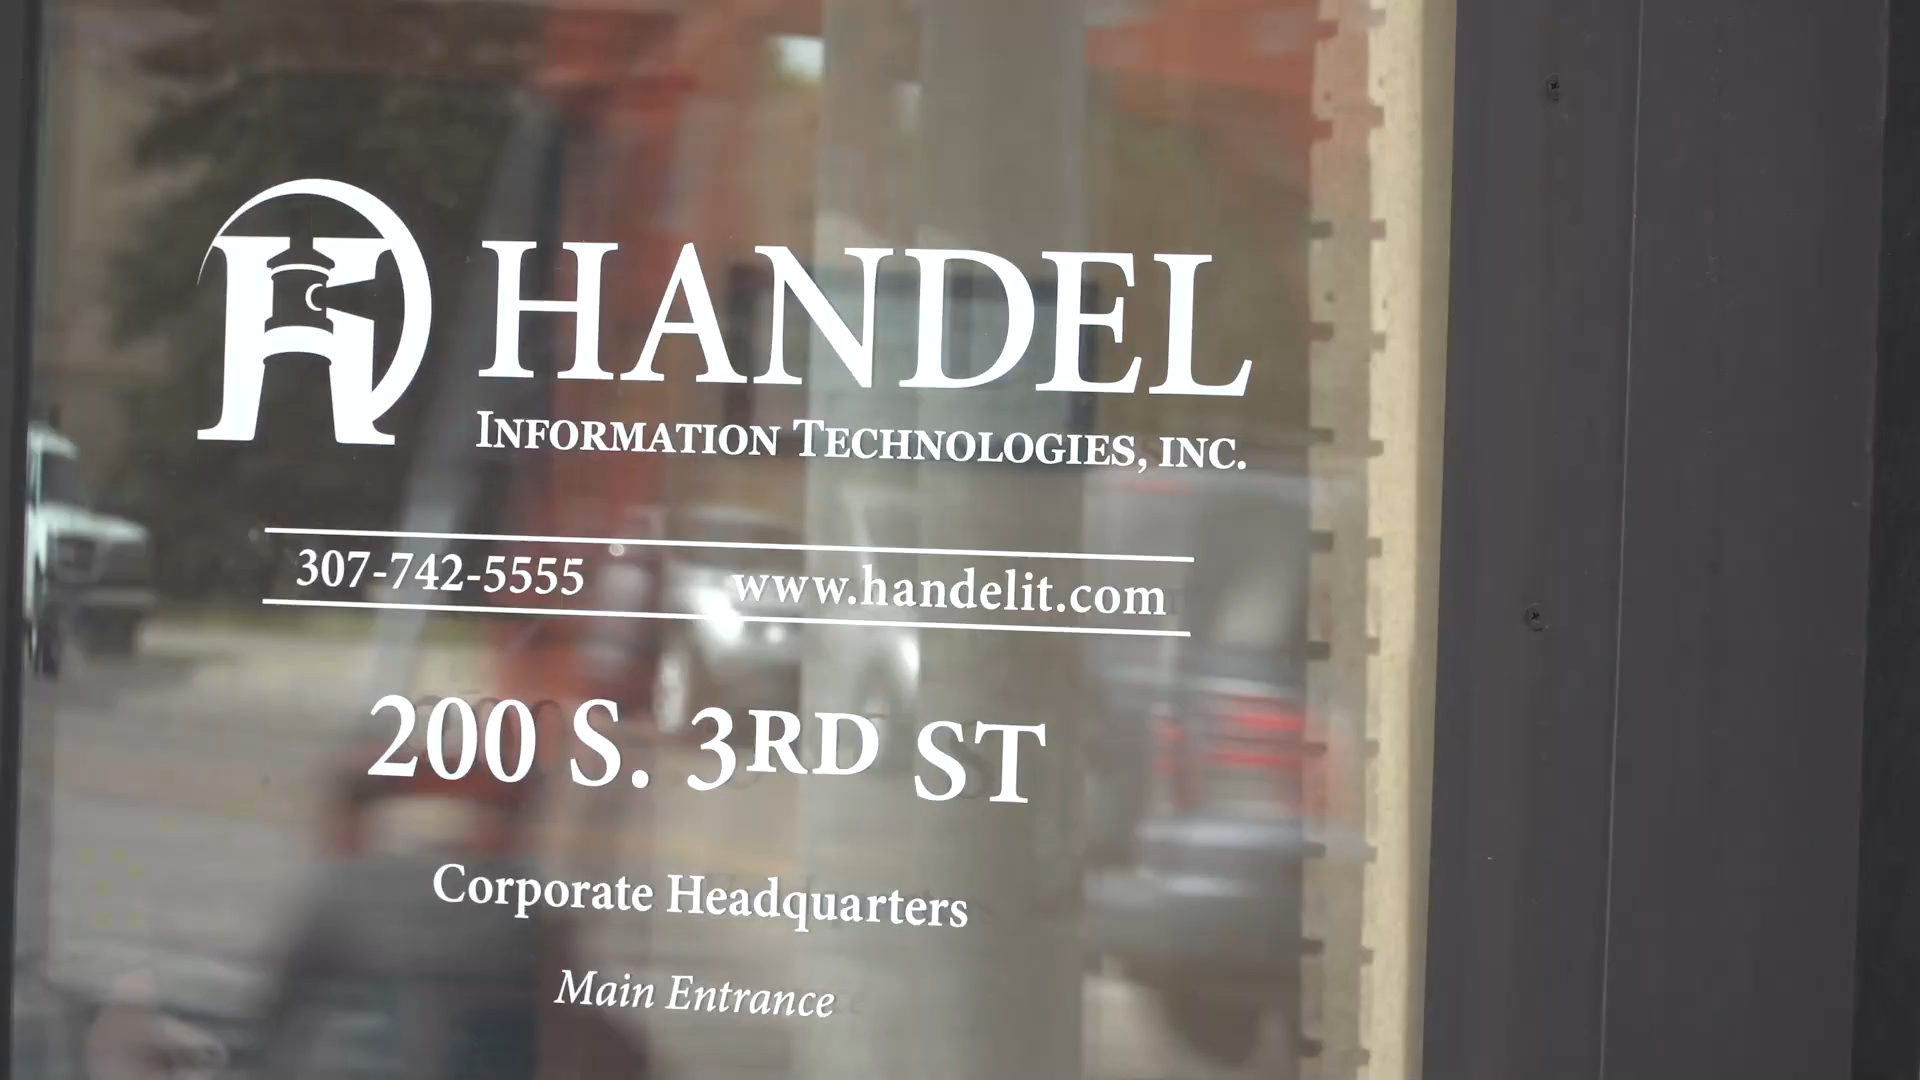 HANDEL
INFORMATION TECHNOLOGIES, INC.
307-742-5555 www.handelit.com
200 S. 3RD ST
Corporate Headquarters
Main Entrance